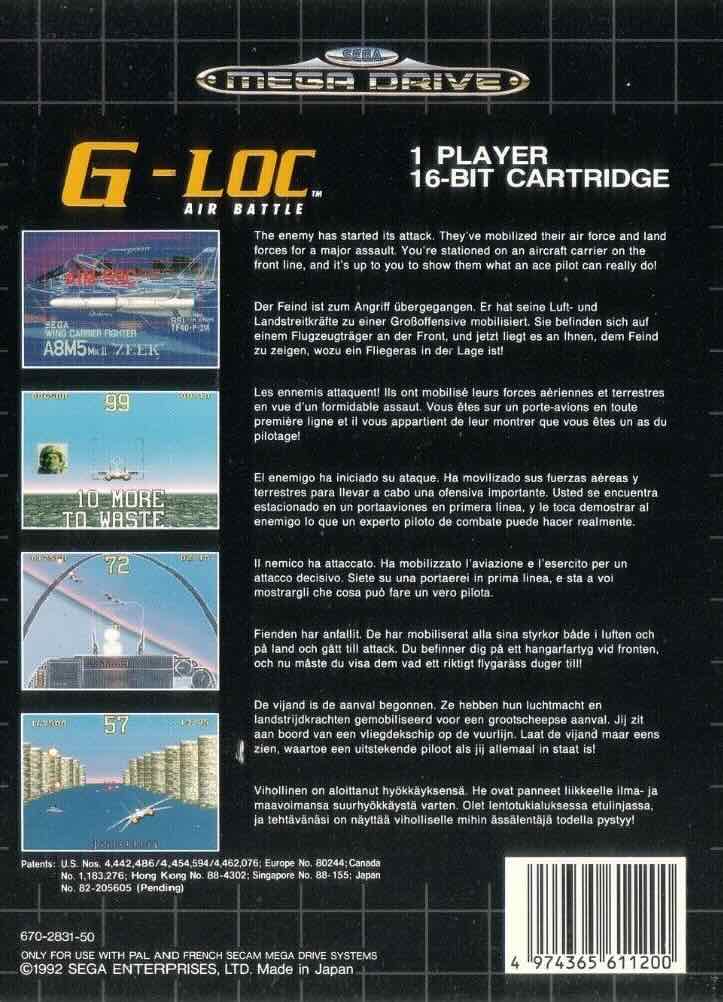 SEGA
MEGA DRIVE
G-LOC™
AIR BATTLE
1 PLAYER
16-BIT CARTRIDGE
The enemy has started its attack. They've mobilized their air force and land
forces for a major assault. You're stationed on an aircraft carrier on the
front line, and it's up to you to show them what an ace pilot can really do!
Der Feind ist zum Angriff übergegangen. Er hat seine Luft- und
Landstreitkräfte zu einer Großoffensive mobilisiert. Sie befinden sich auf
einem Flugzeugträger an der Front, und jetzt liegt es an Ihnen, dem Feind
zu zeigen, wozu ein Fliegeras in der Lage ist!
Les ennemis attaquent! Ils ont mobilisé leurs forces aériennes et terrestres
en vue d'un formidable assaut. Vous êtes sur un porte-avions en toute
première ligne et il vous appartient de leur montrer que vous êtes un as du
pilotage!
El enemigo ha iniciado su ataque. Ha movilizado sus fuerzas aéreas y
terrestres para llevar a cabo una ofensiva importante. Usted se encuentra
estacionado en un portaaviones en primera linea, y le toca demostrar al
enemigo lo que un experto piloto de combate puede hacer realmente.
Il nemico ha attaccato. Ha mobilizzato l'aviazione e l'esercito per un
attacco decisivo. Siete su una portaerei in prima linea, e sta a voi
mostrargli che cosa può fare un vero pilota.
Fienden har anfallit. De har mobiliserat alla sina styrkor både i luften och
på land och gått till attack. Du befinner dig på ett hangarfartyg vid fronten,
och nu måste du visa dem vad ett riktigt flygaräss duger till!
De vijand is de aanval begonnen. Ze hebben hun luchtmacht en
landstrijdkrachten gemobiliseerd voor een grootscheepse aanval. Jij zit
aan boord van een vliegdekschip op de vuurlijn. Laat de vijand maar eens
zien, waartoe een uitstekende piloot als jij allemaal in staat is!
Vihollinen on aloittanut hyökkäyksensä. He ovat panneet liikkeelle ilma- ja
maavoimansa suurhyökkäystä varten. Olet lentotukialuksessa etulinjassa,
ja tehtävänäsi on näyttää viholliselle mihin ässälentäjä todella pystyy!
SEGA
WING CARRIER FIGHTER
A8M5 Mk II ZEEK
TF40-P-2M
99
10 MORE
TO WASTE
72
57
Patents: U.S. Nos. 4,442,486/4,454,594/4,462,076; Europe No. 80244; Canada
No. 1,183,276; Hong Kong No. 88-4302; Singapore No. 88-155; Japan
No. 82-205605 (Pending)
670-2831-50
ONLY FOR USE WITH PAL AND FRENCH SECAM MEGA DRIVE SYSTEMS
©1992 SEGA ENTERPRISES, LTD. Made in Japan
4 974365 611200